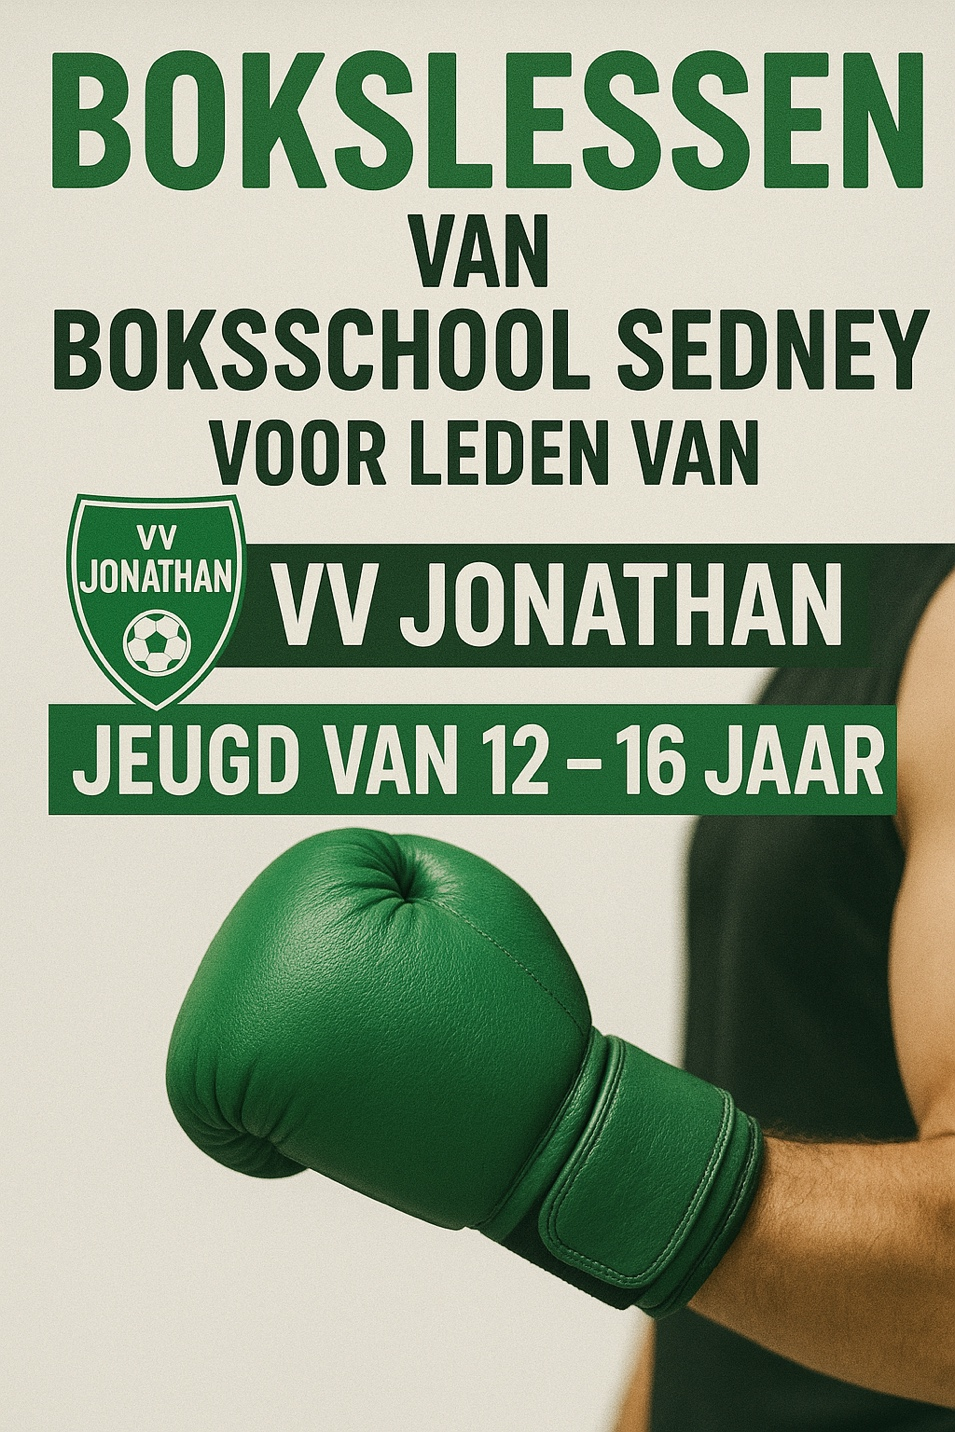 BOKSLESSEN
VAN
BOKSSCHOOL SEDNEY
VOOR LEDEN VAN
VV
JONATHAN
VV JONATHAN
JEUGD VAN 12 – 16 JAAR